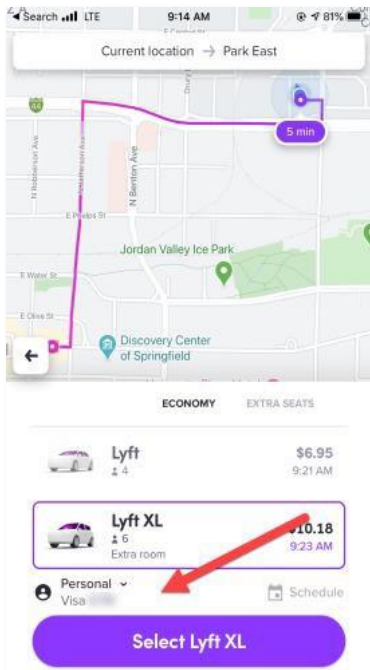 Search LTE 9:14 AM 81%
Current location → Park East
44
5 min
N Robberson Ave
N Jefferson Ave
N Benton Ave
E Phelps St
Jordan Valley Ice Park
E Water St
E Olive St
Discovery Center
of Springfield
ECONOMY EXTRA SEATS
Lyft $6.95
4 9:21 AM
Lyft XL $10.18
6 9:23 AM
Extra room
Personal
Visa
Schedule
Select Lyft XL